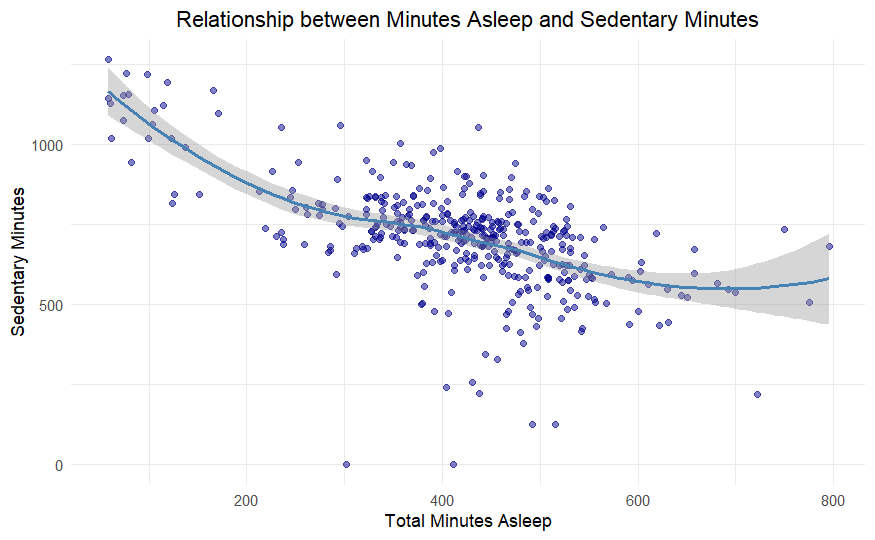 Relationship between Minutes Asleep and Sedentary Minutes
Sedentary Minutes
1000
500
0
200 400 600 800
Total Minutes Asleep